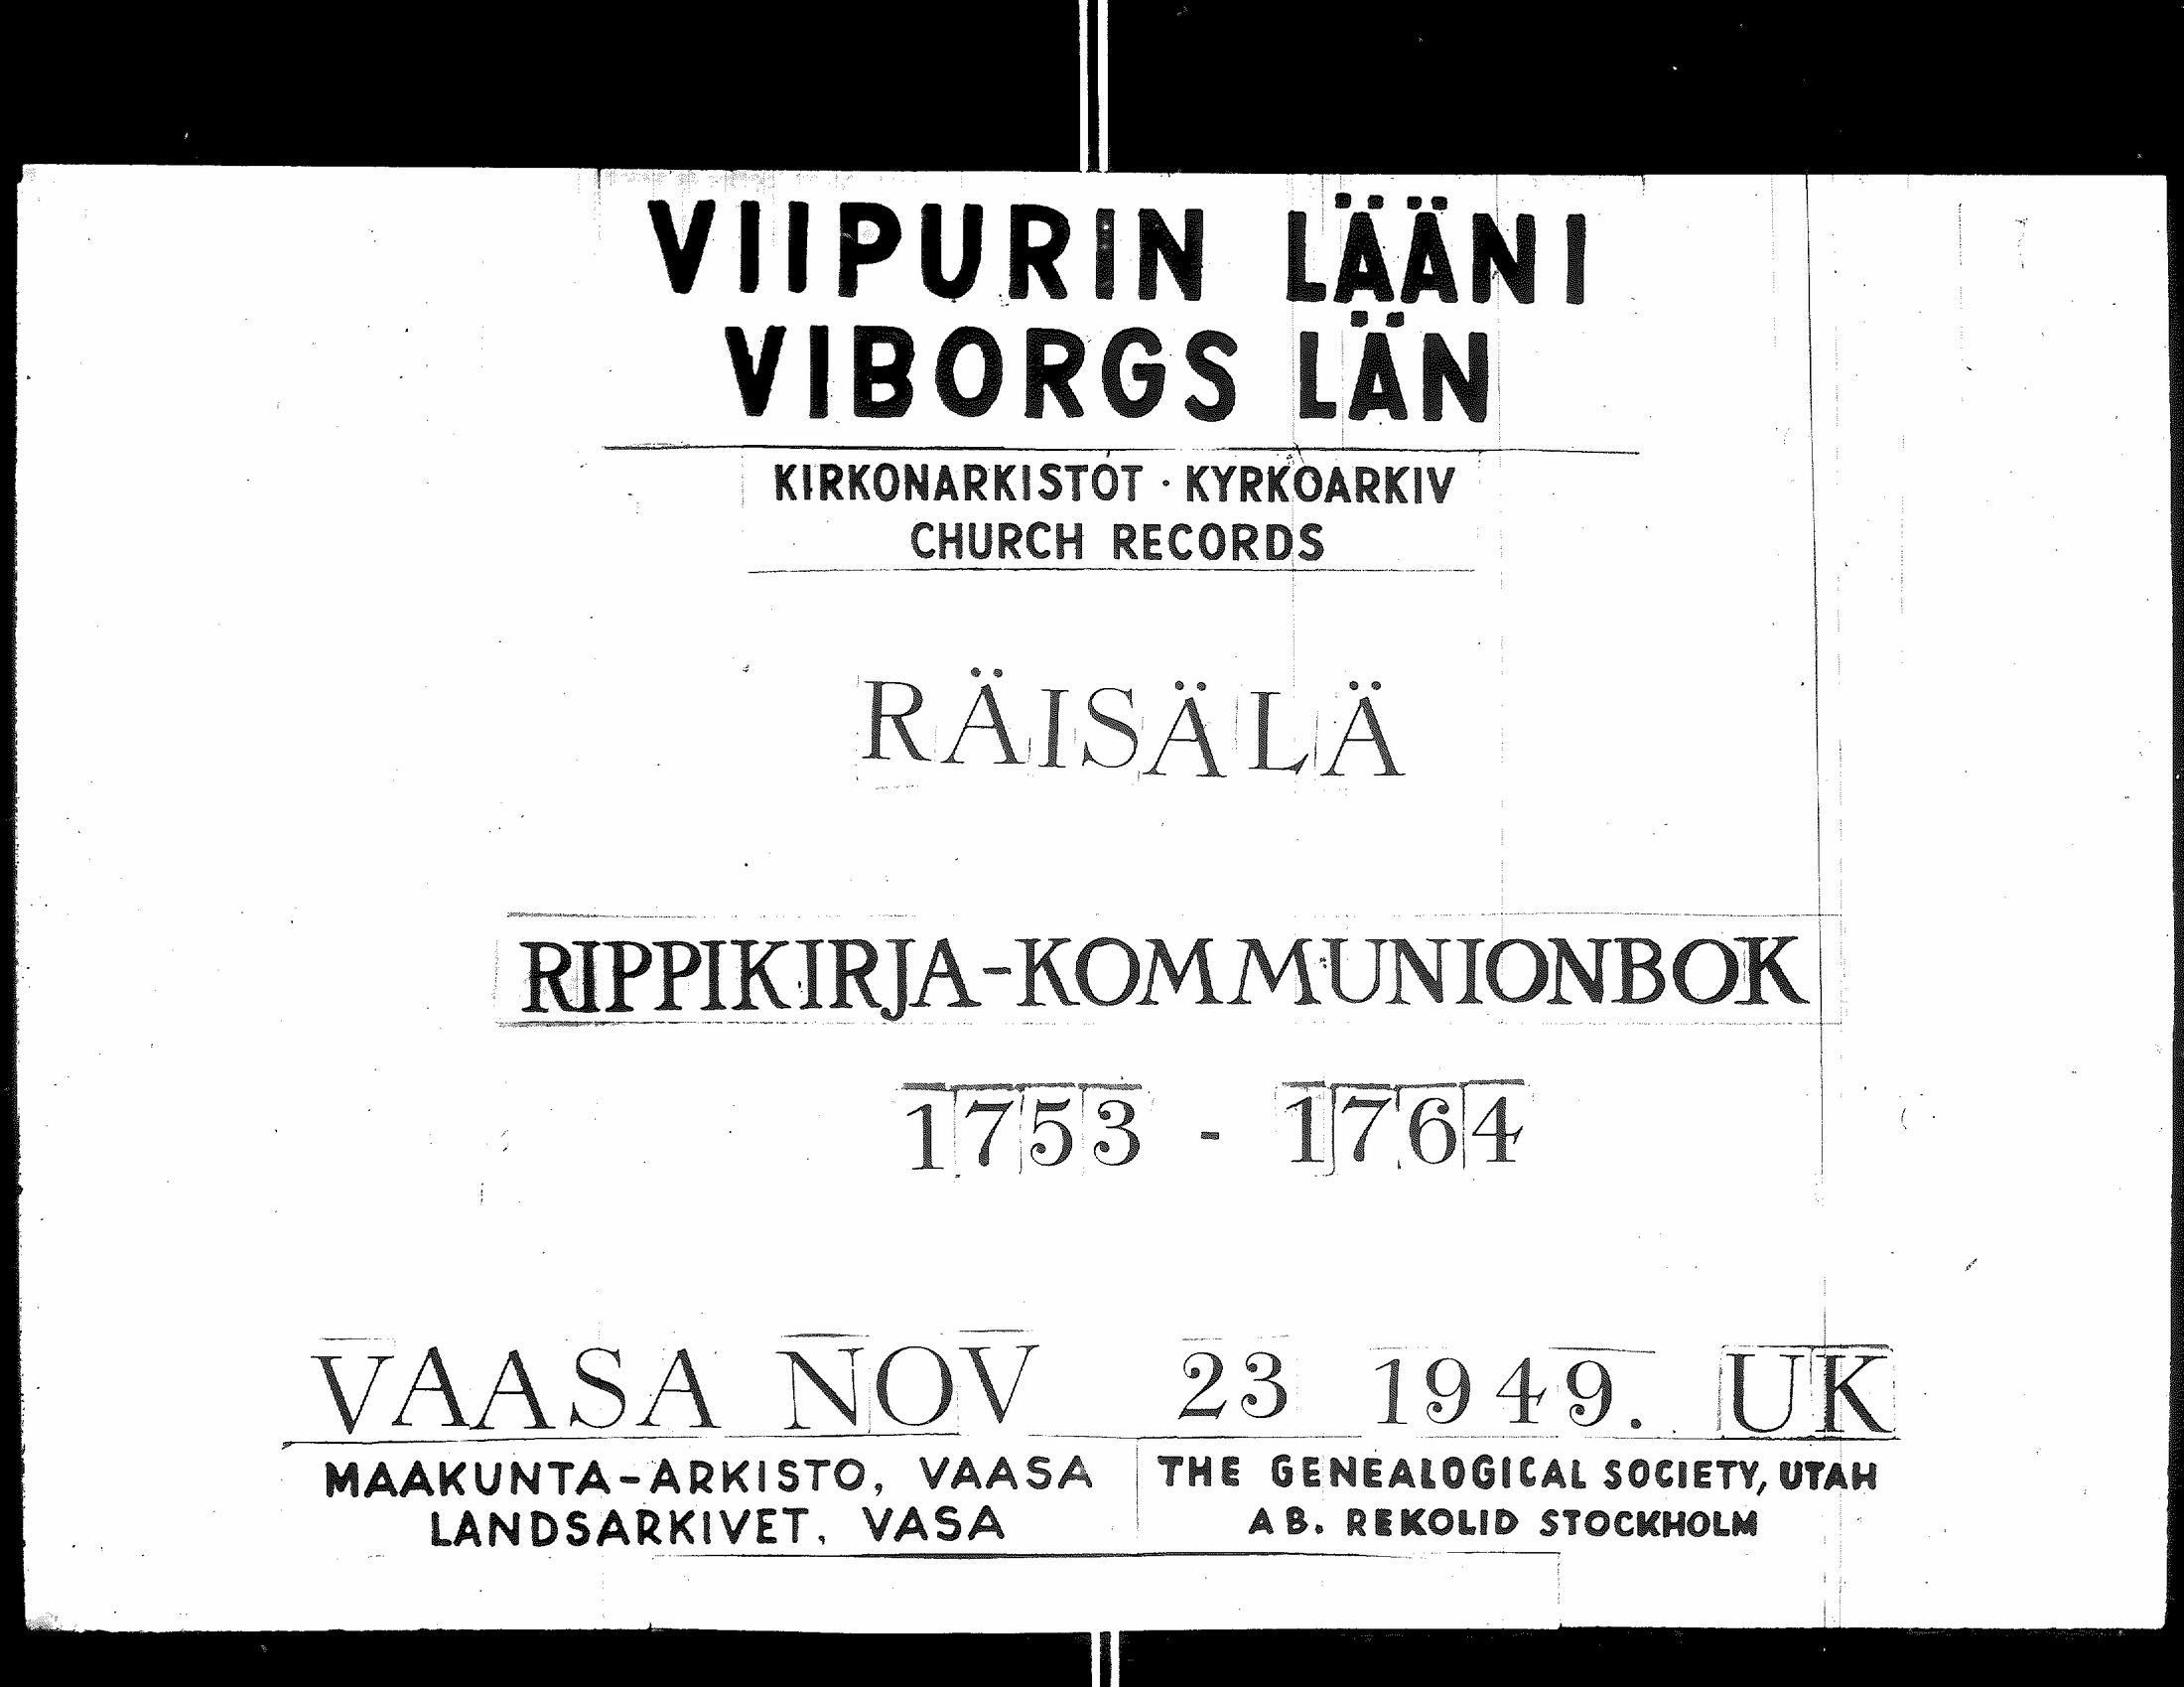 VIIPURIN LÄÄNI
VIBORGS LÄN
KIRKONARKISTOT · KYRKOARKIV
CHURCH RECORDS
RÄISÄLÄ
RIPPIKIRJA-KOMMUNIONBOK
1753 - 1764
VAASA NOV 23 1949. UK
MAAKUNTA-ARKISTO, VAASA
LANDSARKIVET, VASA
THE GENEALOGICAL SOCIETY, UTAH
AB. REKOLID STOCKHOLM